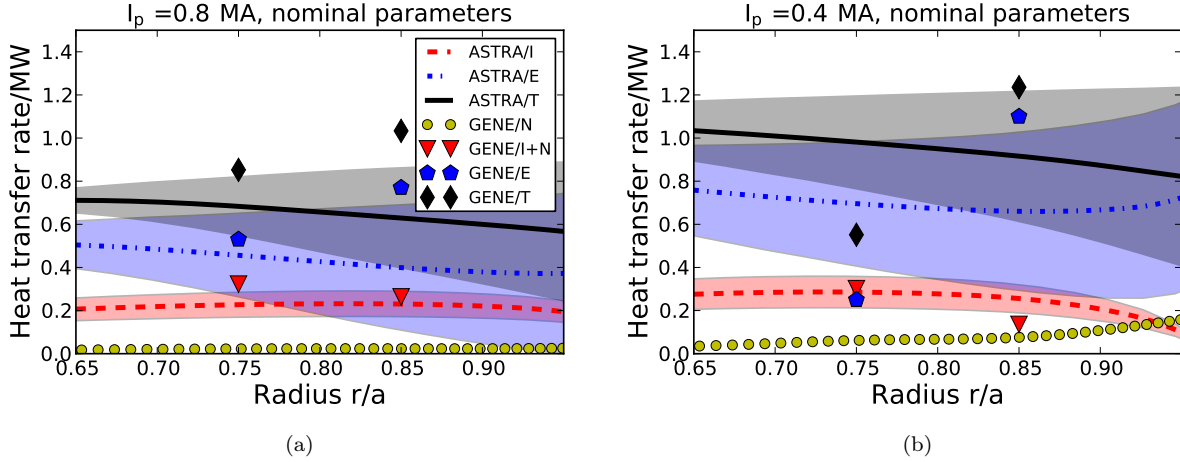 I_p =0.8 MA, nominal parameters
Heat transfer rate/MW
1.4
1.2
1.0
0.8
0.6
0.4
0.2
0.0
ASTRA/I
ASTRA/E
ASTRA/T
GENE/N
GENE/I+N
GENE/E
GENE/T
0.65 0.70 0.75 0.80 0.85 0.90
Radius r/a
(a)
I_p =0.4 MA, nominal parameters
Heat transfer rate/MW
1.4
1.2
1.0
0.8
0.6
0.4
0.2
0.0
0.65 0.70 0.75 0.80 0.85 0.90
Radius r/a
(b)